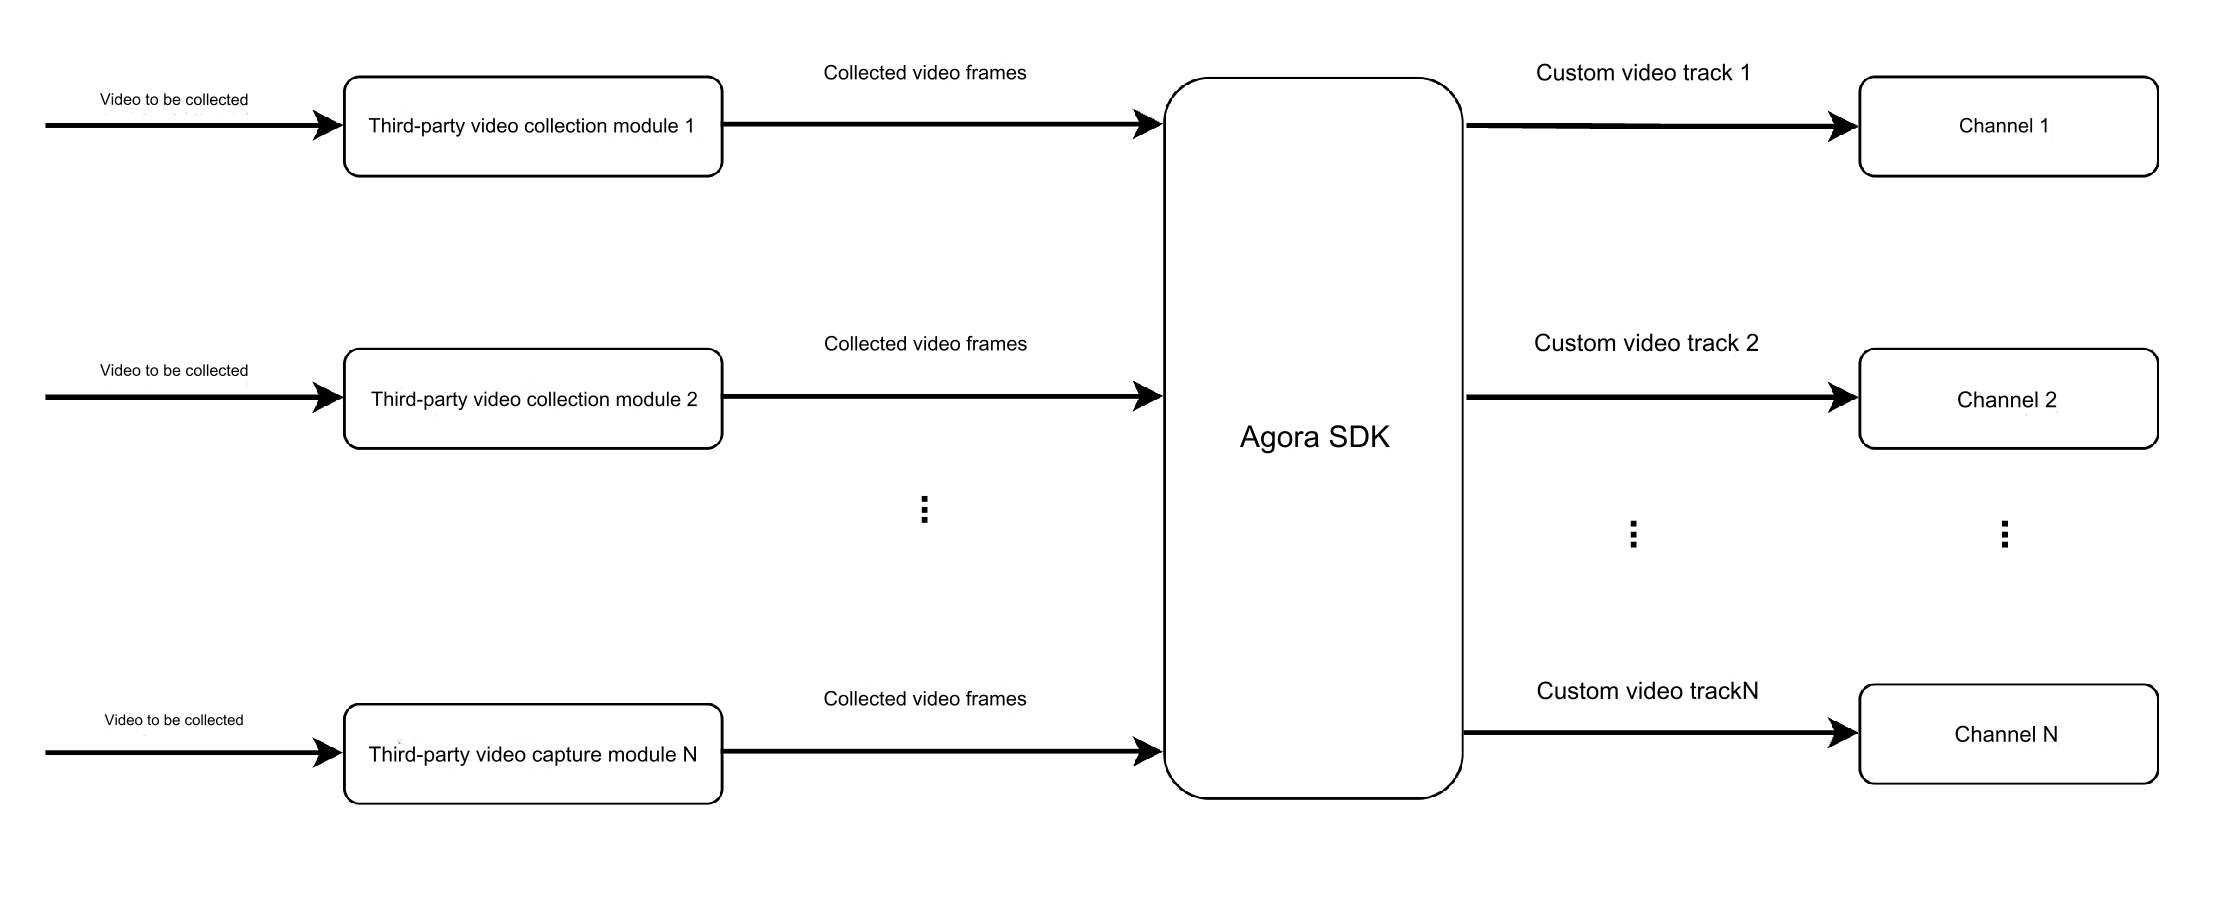 Video to be collected
Third-party video collection module 1
Collected video frames
Custom video track 1
Channel 1
Video to be collected
Third-party video collection module 2
Collected video frames
Agora SDK
Custom video track 2
Channel 2
Video to be collected
Third-party video capture module N
Collected video frames
Custom video trackN
Channel N